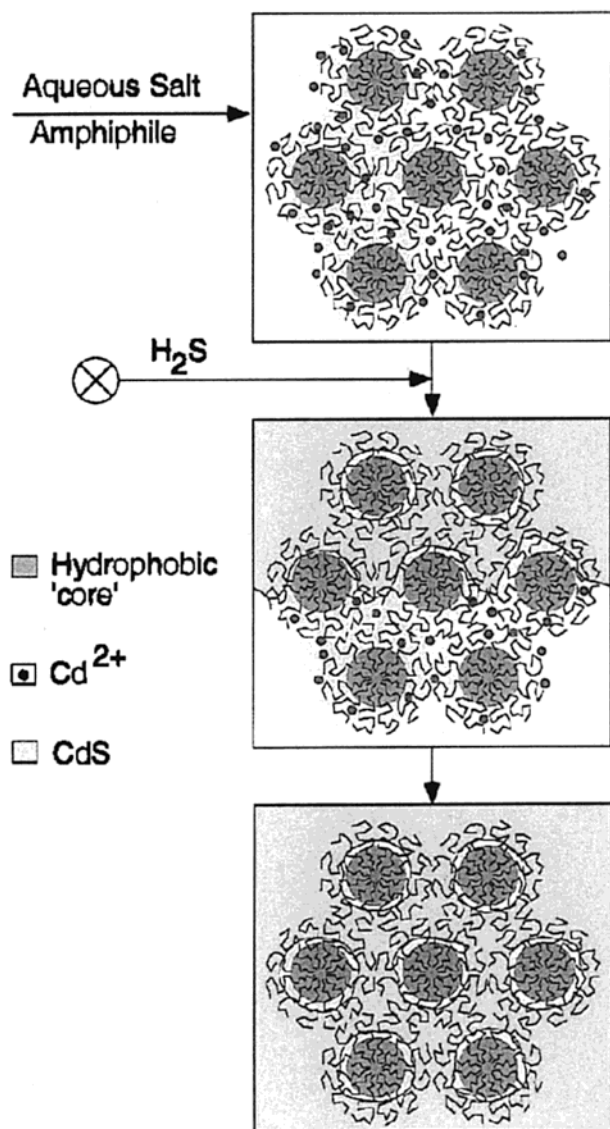 Aqueous Salt
Amphiphile
H₂S
Hydrophobic
'core'
Cd²⁺
CdS